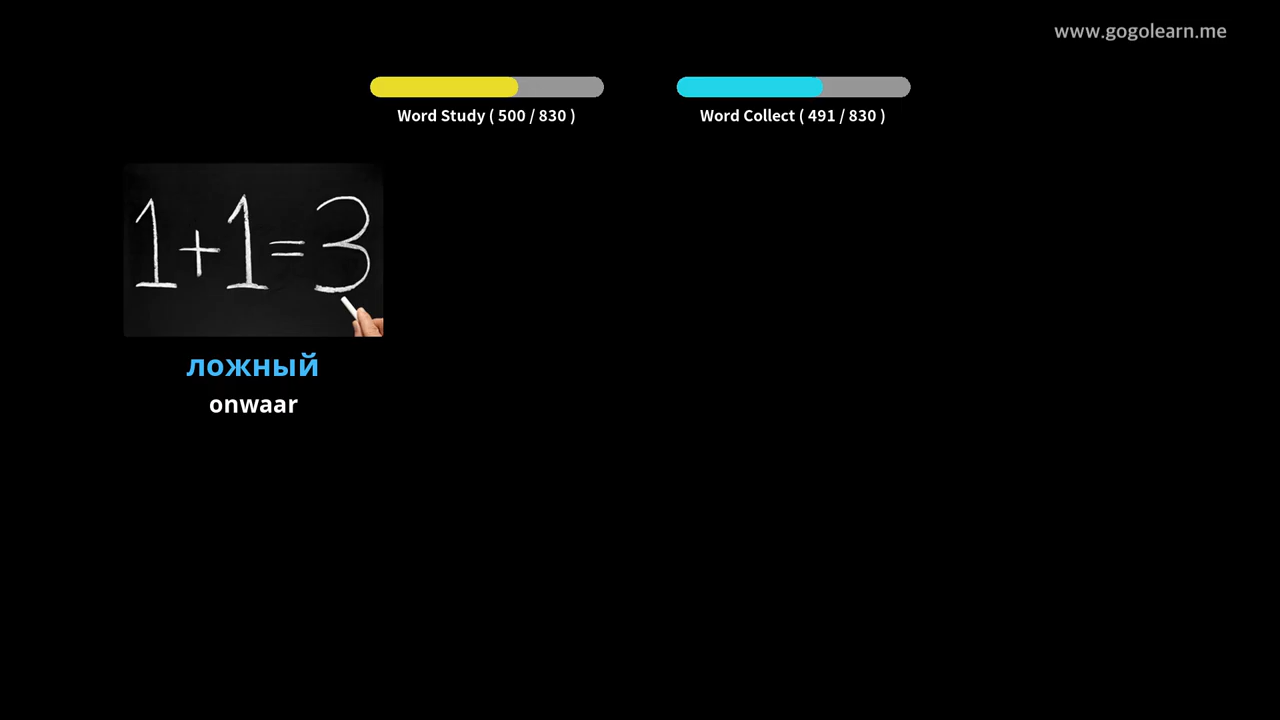 www.gogolearn.me
Word Study ( 500 / 830 )
Word Collect ( 491 / 830 )
1+1=3
ложный
onwaar